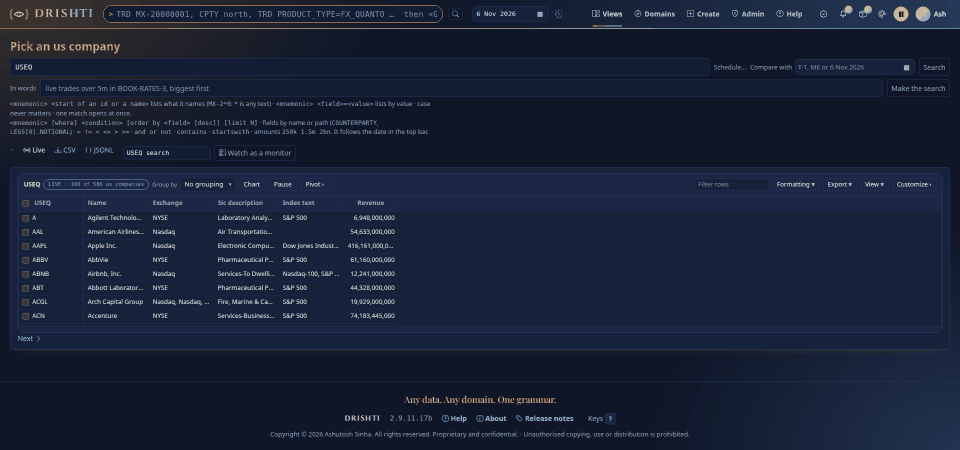 DRISHTI
> TRD MX-20000001, CPTY north, TRD PRODUCT_TYPE=FX_QUANTO … then <G
6 Nov 2026
Views
Domains
Create
Admin
Help
Ash
Pick an us company
USEQ
Schedule...
Compare with
T-1, ME or 6 Nov 2026
Search
In words
live trades over 5m in BOOK-RATES-3, biggest first
Make the search
<mnemonic> <start of an id or a name> lists what it names (MX-2*0: * is any text) · <mnemonic> <field>=<value> lists by value · case
never matters · one match opens at once.
<mnemonic> [where] <condition> [order by <field> [desc]] [limit N] · fields by name or path (COUNTERPARTY,
LEGS[0].NOTIONAL) · = != < <= > >= · and or not · contains · startswith · amounts 250k 1.5m 2bn. It follows the date in the top bar.
Live
CSV
JSONL
USEQ search
Watch as a monitor
USEQ
LIVE · 100 of 586 us companies
Group by
No grouping
Chart
Pause
Pivot ›
Filter rows
Formatting ▾
Export ▾
View ▾
Customize ›
USEQ Name Exchange Sic description Index text Revenue
A Agilent Technolo... NYSE Laboratory Analy... S&P 500 6,948,000,000
AAL American Airlines... Nasdaq Air Transportatio... 54,633,000,000
AAPL Apple Inc. Nasdaq Electronic Compu... Dow Jones Indust... 416,161,000,0...
ABBV AbbVie NYSE Pharmaceutical P... S&P 500 61,160,000,000
ABNB Airbnb, Inc. Nasdaq Services-To Dwelli... Nasdaq-100, S&P ... 12,241,000,000
ABT Abbott Laborator... NYSE Pharmaceutical P... S&P 500 44,328,000,000
ACGL Arch Capital Group Nasdaq, Nasdaq, ... Fire, Marine & Ca... S&P 500 19,929,000,000
ACN Accenture NYSE Services-Business... S&P 500 74,183,445,000
Next
Any data. Any domain. One grammar.
DRISHTI 2.9.11.17b Help About Release notes Keys ?
Copyright © 2026 Ashutosh Sinha. All rights reserved. Proprietary and confidential. · Unauthorised copying, use or distribution is prohibited.